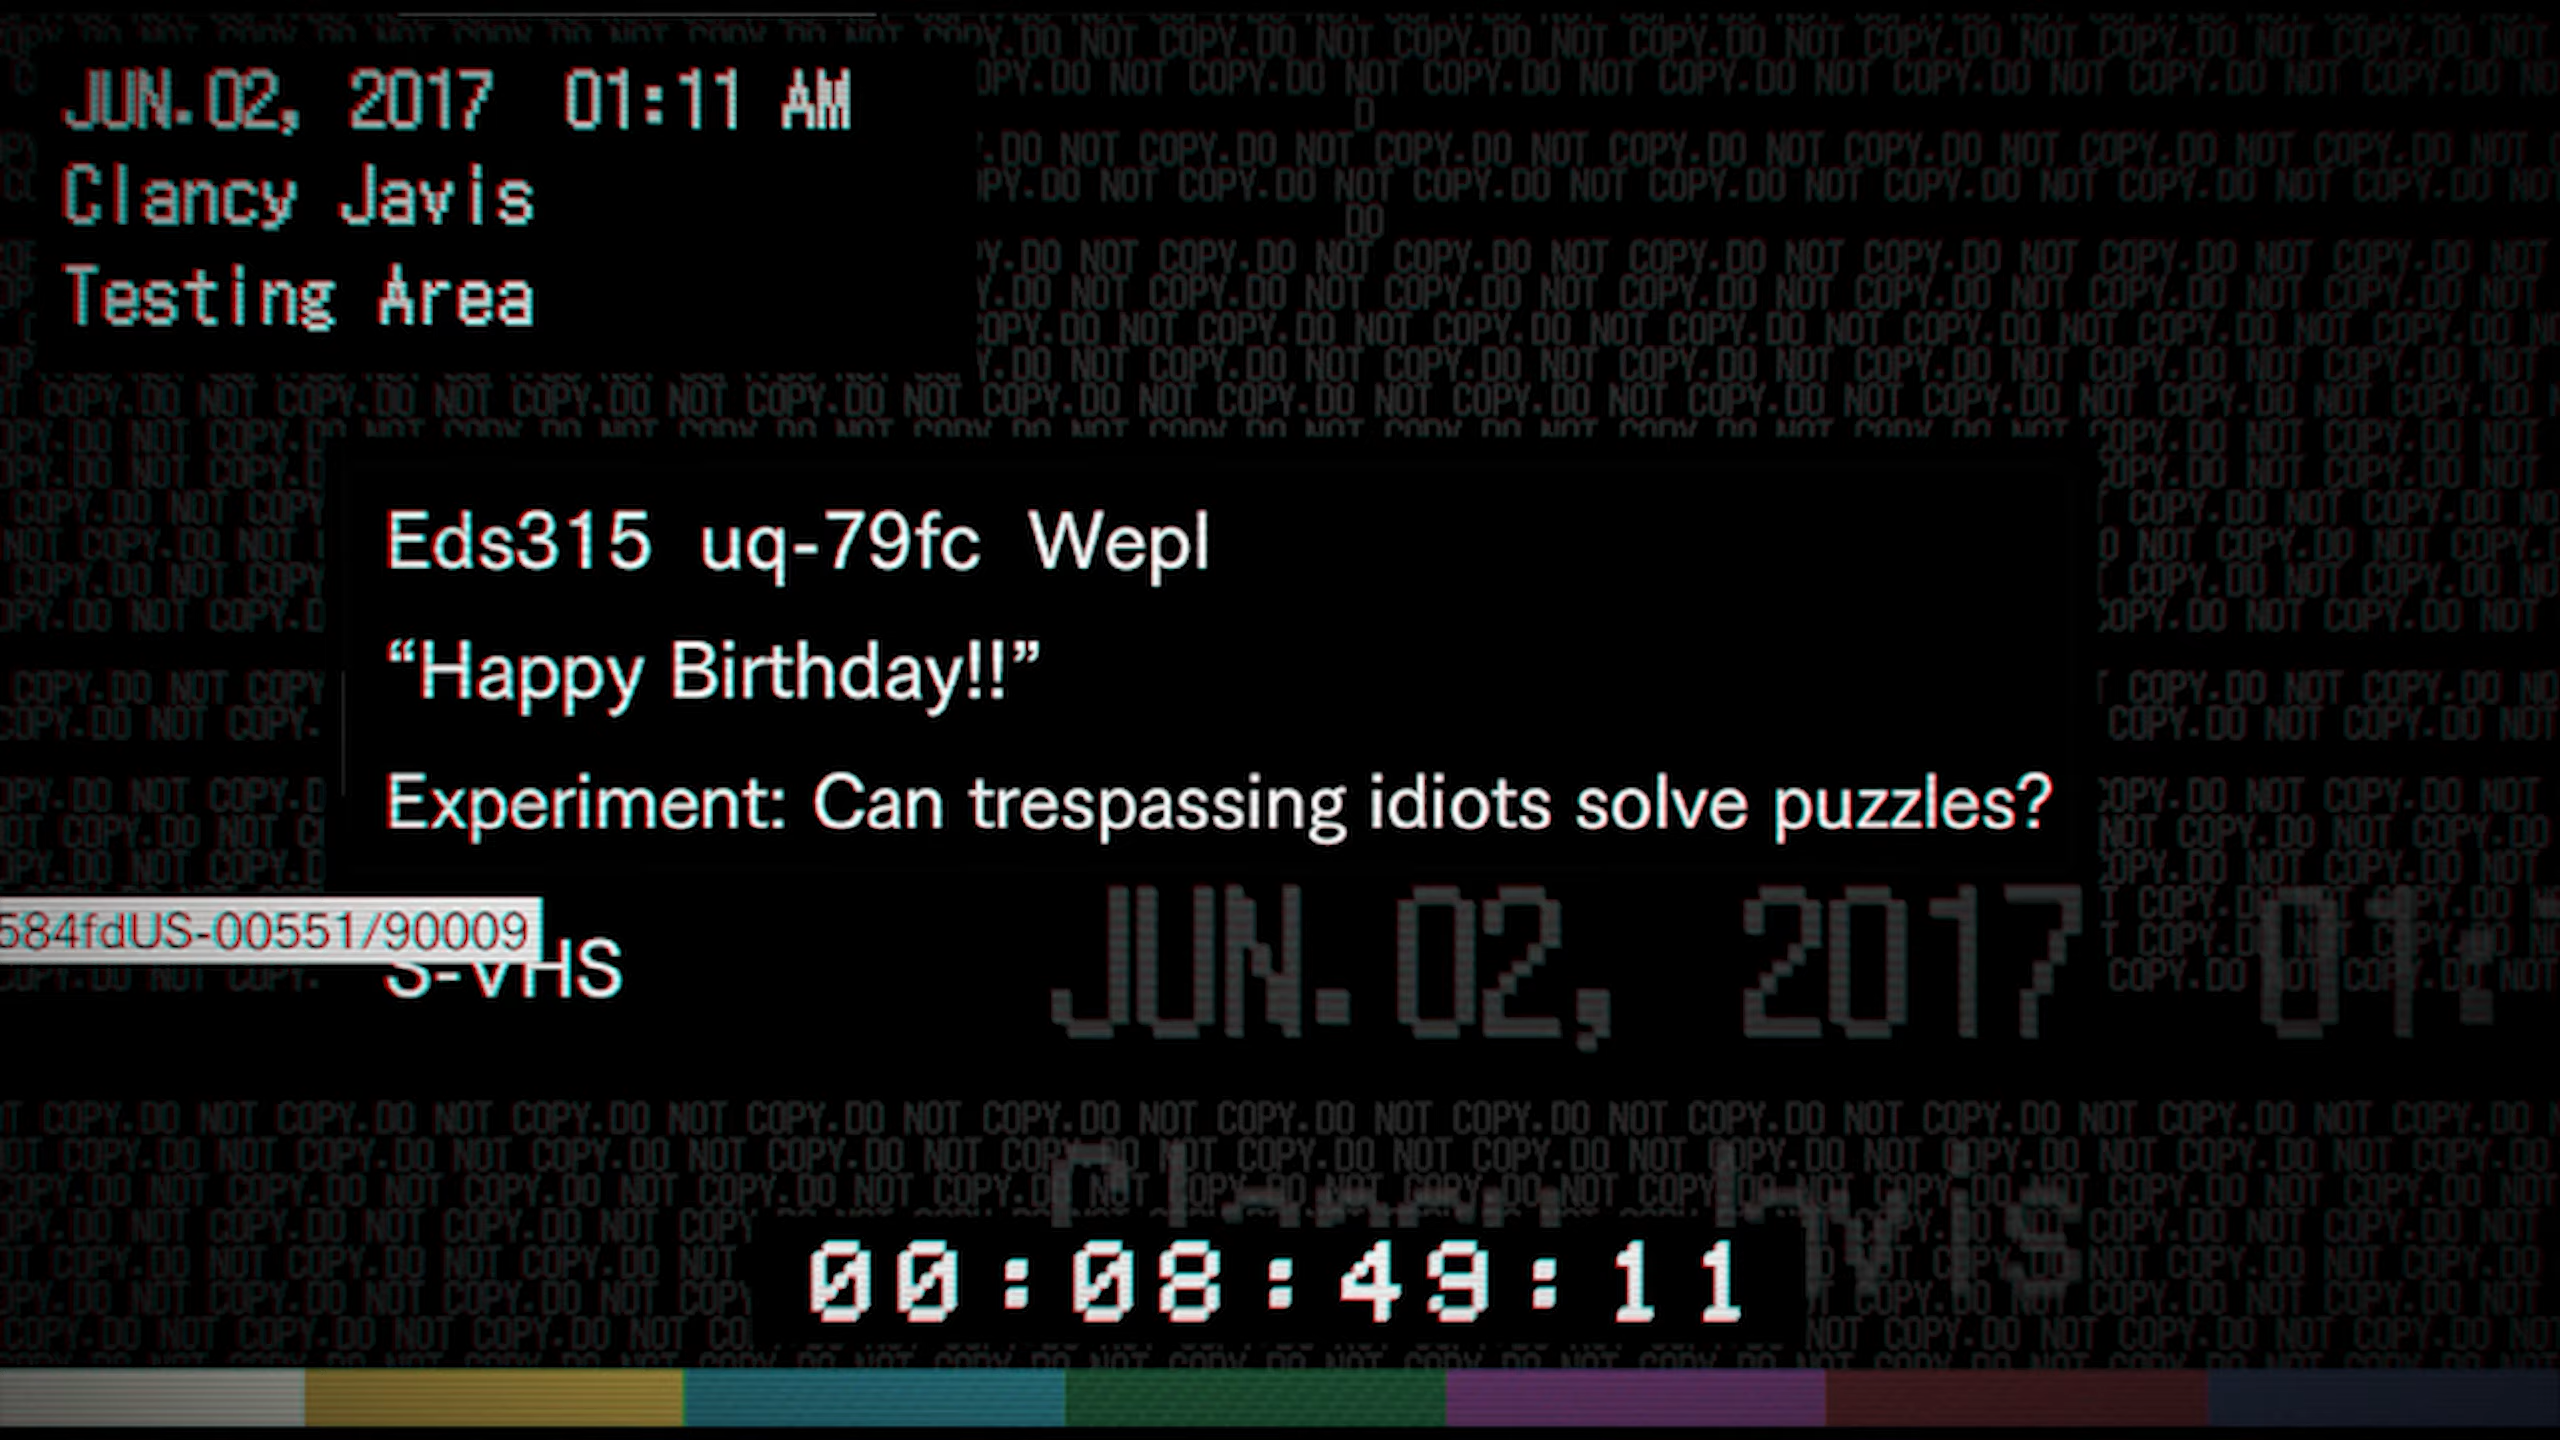 JUN.02, 2017 01:11 AM
Clancy Javis
Testing Area
Eds315 uq-79fc Wepl
“Happy Birthday!!”
Experiment: Can trespassing idiots solve puzzles?
584fdUS-00551/90009
S-VHS
JUN.02, 2017 01:
00:08:49:11